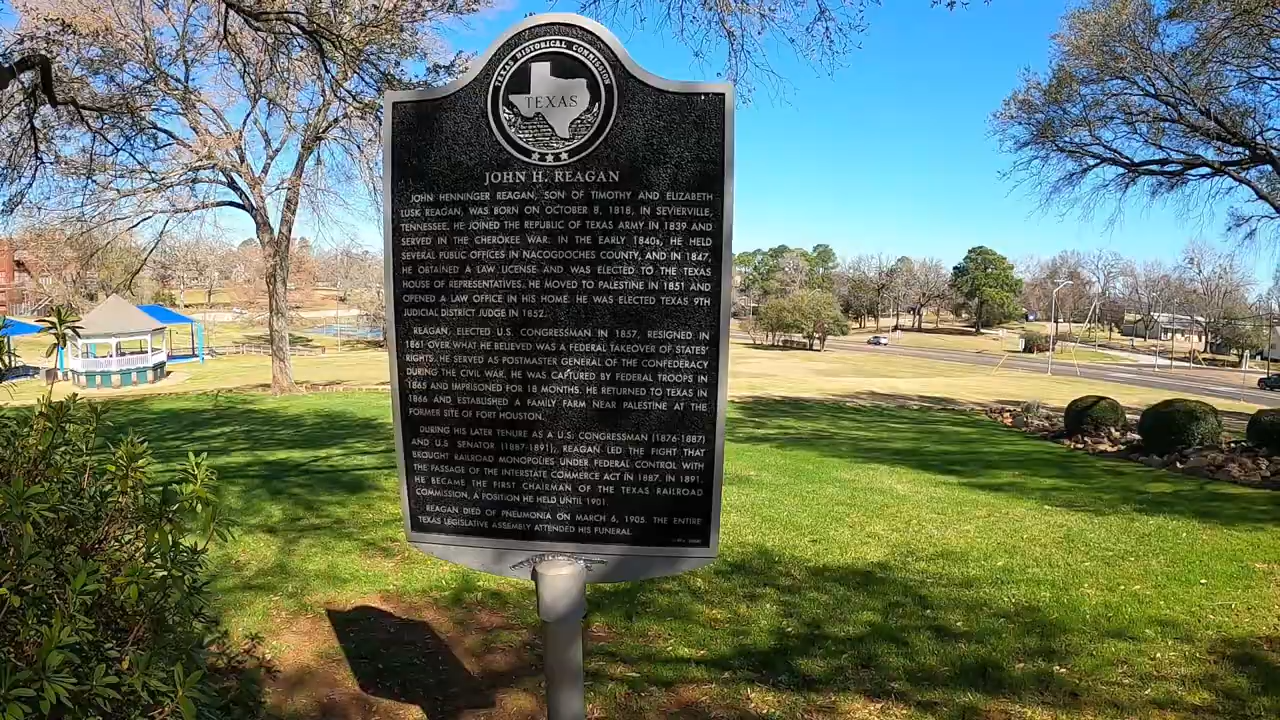 TEXAS HISTORICAL COMMISSION
TEXAS
JOHN H. REAGAN
JOHN HENNINGER REAGAN, SON OF TIMOTHY AND ELIZABETH
LUSK REAGAN, WAS BORN ON OCTOBER 8, 1818, IN SEVIERVILLE,
TENNESSEE. HE JOINED THE REPUBLIC OF TEXAS ARMY IN 1839 AND
SERVED IN THE CHEROKEE WAR. IN THE EARLY 1840s, HE HELD
SEVERAL PUBLIC OFFICES IN NACOGDOCHES COUNTY, AND IN 1847,
HE OBTAINED A LAW LICENSE AND WAS ELECTED TO THE TEXAS
HOUSE OF REPRESENTATIVES. HE MOVED TO PALESTINE IN 1851 AND
OPENED A LAW OFFICE IN HIS HOME. HE WAS ELECTED TEXAS 9TH
JUDICIAL DISTRICT JUDGE IN 1852.
REAGAN, ELECTED U.S. CONGRESSMAN IN 1857, RESIGNED IN
1861 OVER WHAT HE BELIEVED WAS A FEDERAL TAKEOVER OF STATES'
RIGHTS. HE SERVED AS POSTMASTER GENERAL OF THE CONFEDERACY
DURING THE CIVIL WAR. HE WAS CAPTURED BY FEDERAL TROOPS IN
1865 AND IMPRISONED FOR 18 MONTHS. HE RETURNED TO TEXAS IN
1866 AND ESTABLISHED A FAMILY FARM NEAR PALESTINE AT THE
FORMER SITE OF FORT HOUSTON.
DURING HIS LATER TENURE AS A U.S. CONGRESSMAN (1876-1887)
AND U.S. SENATOR (1887-1891), REAGAN LED THE FIGHT THAT
BROUGHT RAILROAD MONOPOLIES UNDER FEDERAL CONTROL WITH
THE PASSAGE OF THE INTERSTATE COMMERCE ACT IN 1887. IN 1891,
HE BECAME THE FIRST CHAIRMAN OF THE TEXAS RAILROAD
COMMISSION, A POSITION HE HELD UNTIL 1901.
REAGAN DIED OF PNEUMONIA ON MARCH 6, 1905. THE ENTIRE
TEXAS LEGISLATIVE ASSEMBLY ATTENDED HIS FUNERAL.